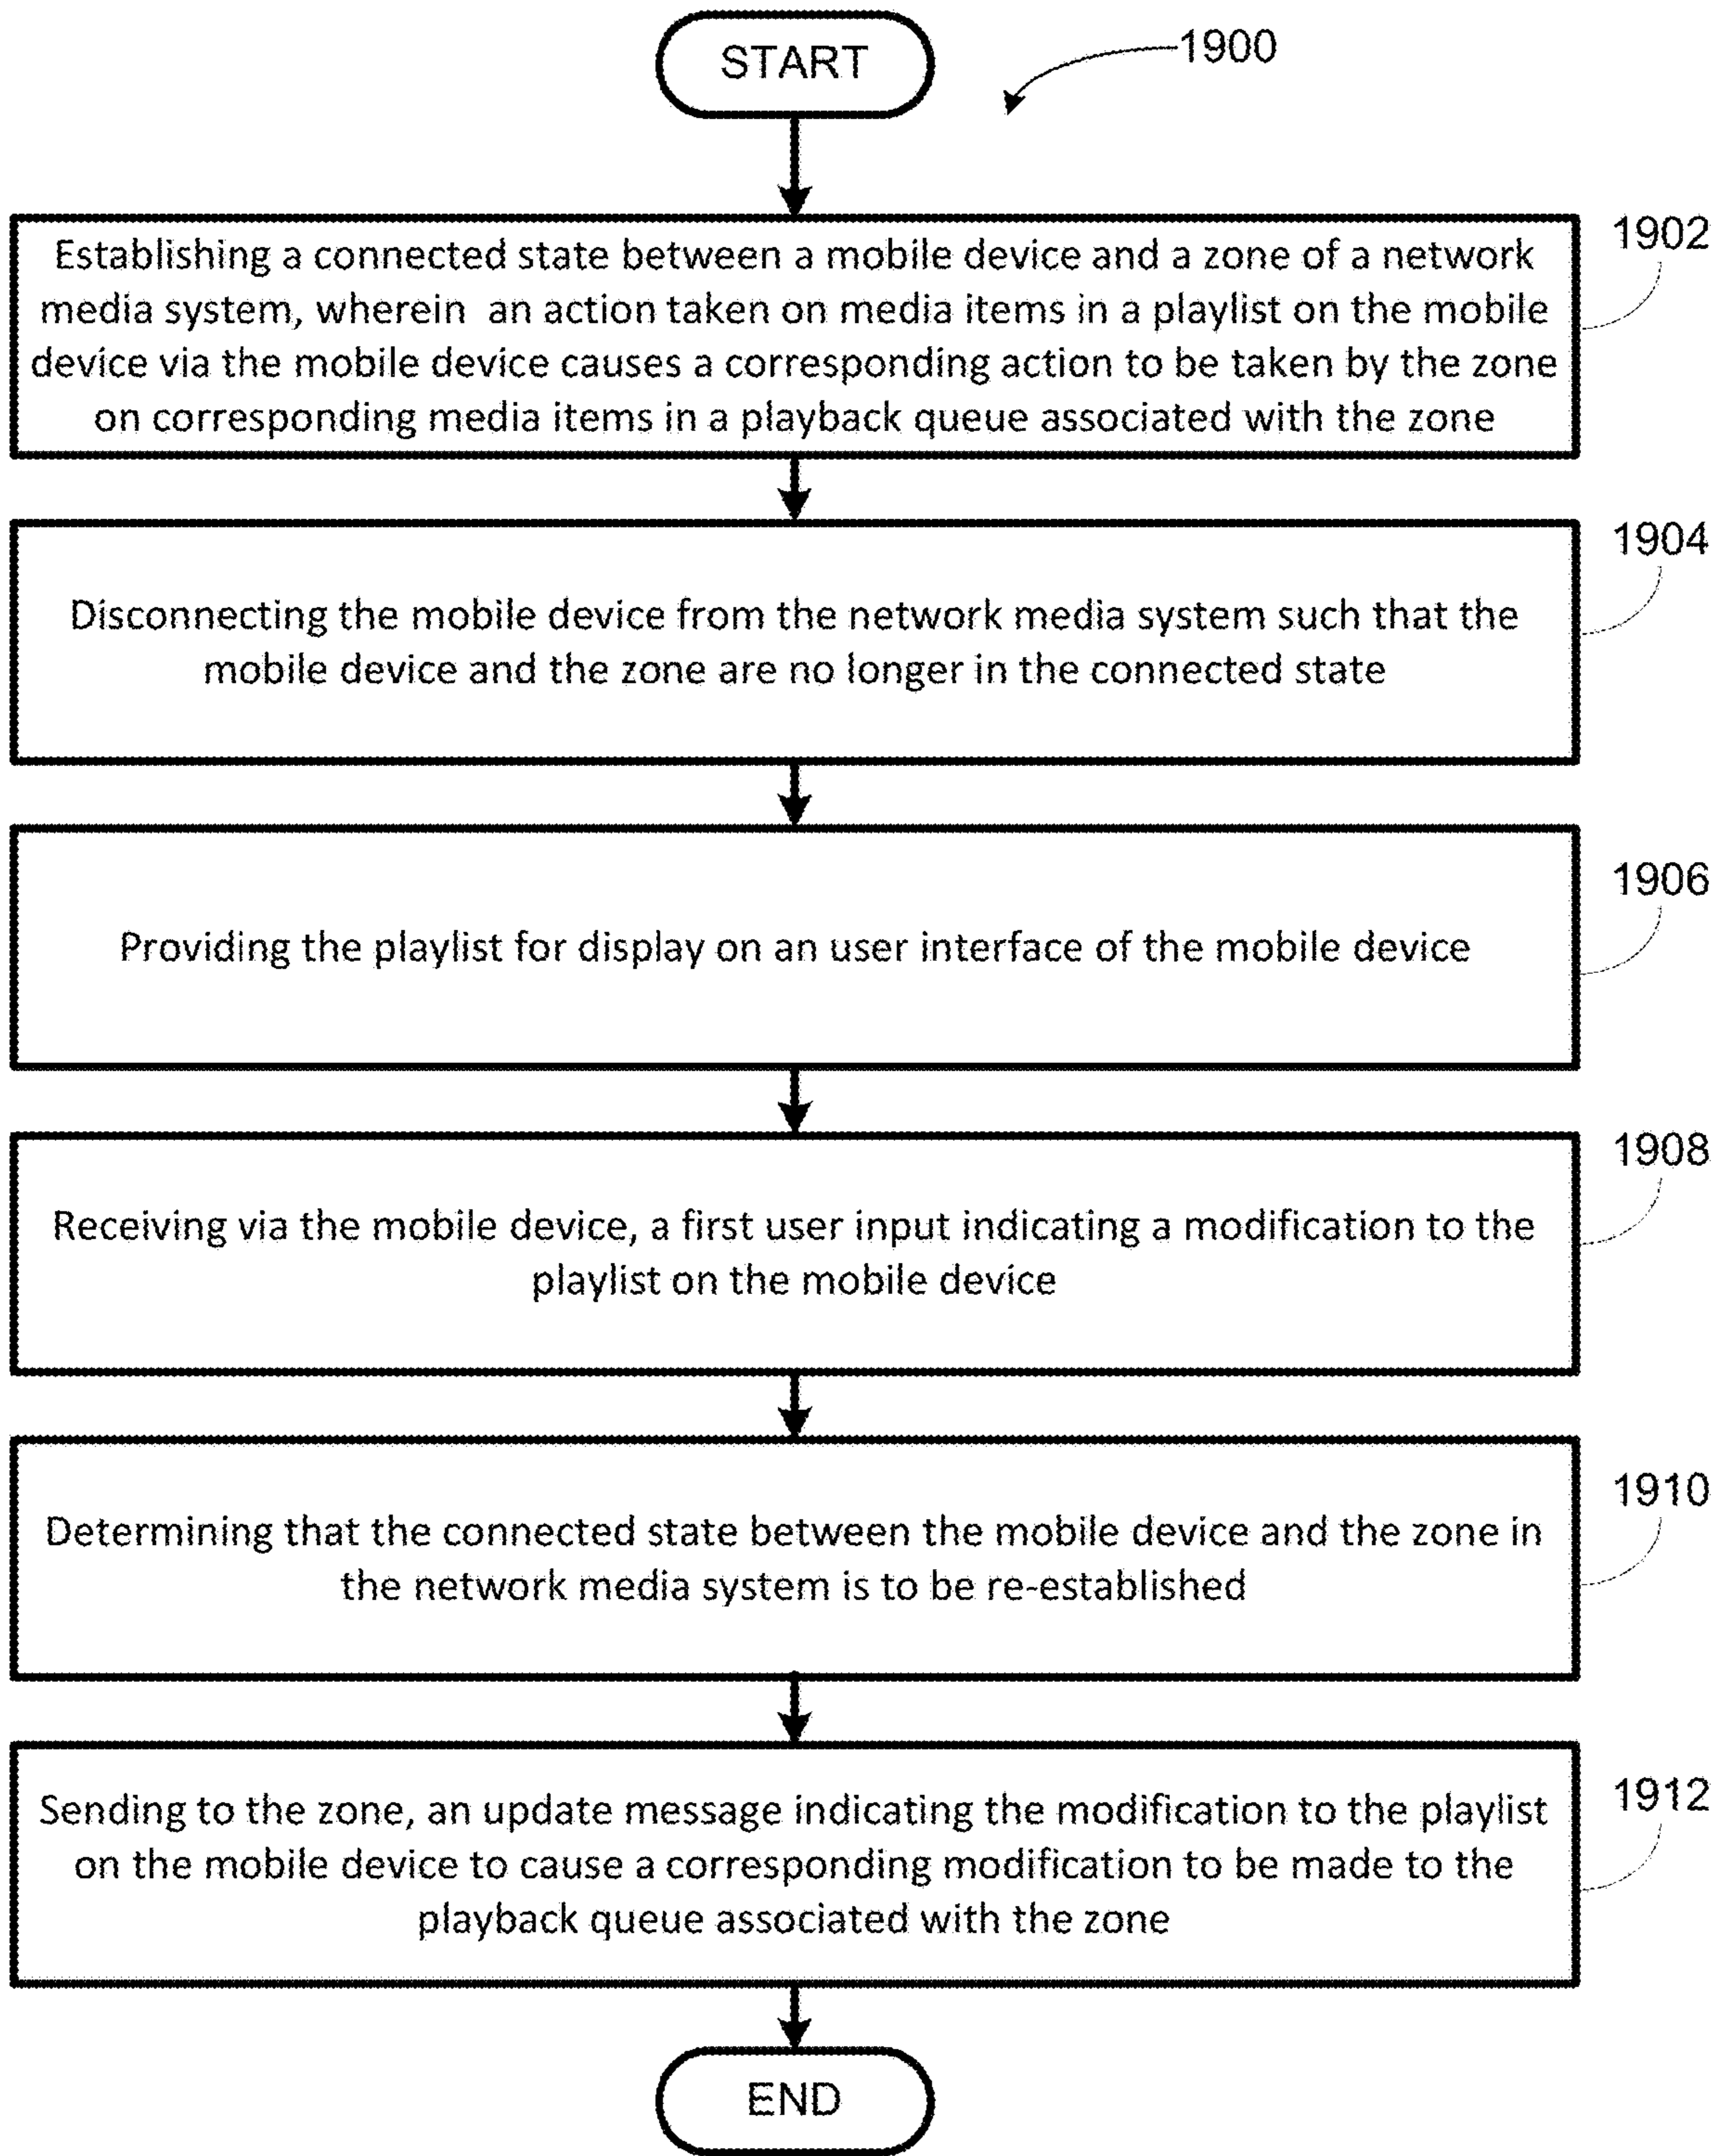 START
1900
1902
Establishing a connected state between a mobile device and a zone of a network
media system, wherein an action taken on media items in a playlist on the mobile
device via the mobile device causes a corresponding action to be taken by the zone
on corresponding media items in a playback queue associated with the zone
1904
Disconnecting the mobile device from the network media system such that the
mobile device and the zone are no longer in the connected state
1906
Providing the playlist for display on an user interface of the mobile device
1908
Receiving via the mobile device, a first user input indicating a modification to the
playlist on the mobile device
1910
Determining that the connected state between the mobile device and the zone in
the network media system is to be re-established
1912
Sending to the zone, an update message indicating the modification to the playlist
on the mobile device to cause a corresponding modification to be made to the
playback queue associated with the zone
END